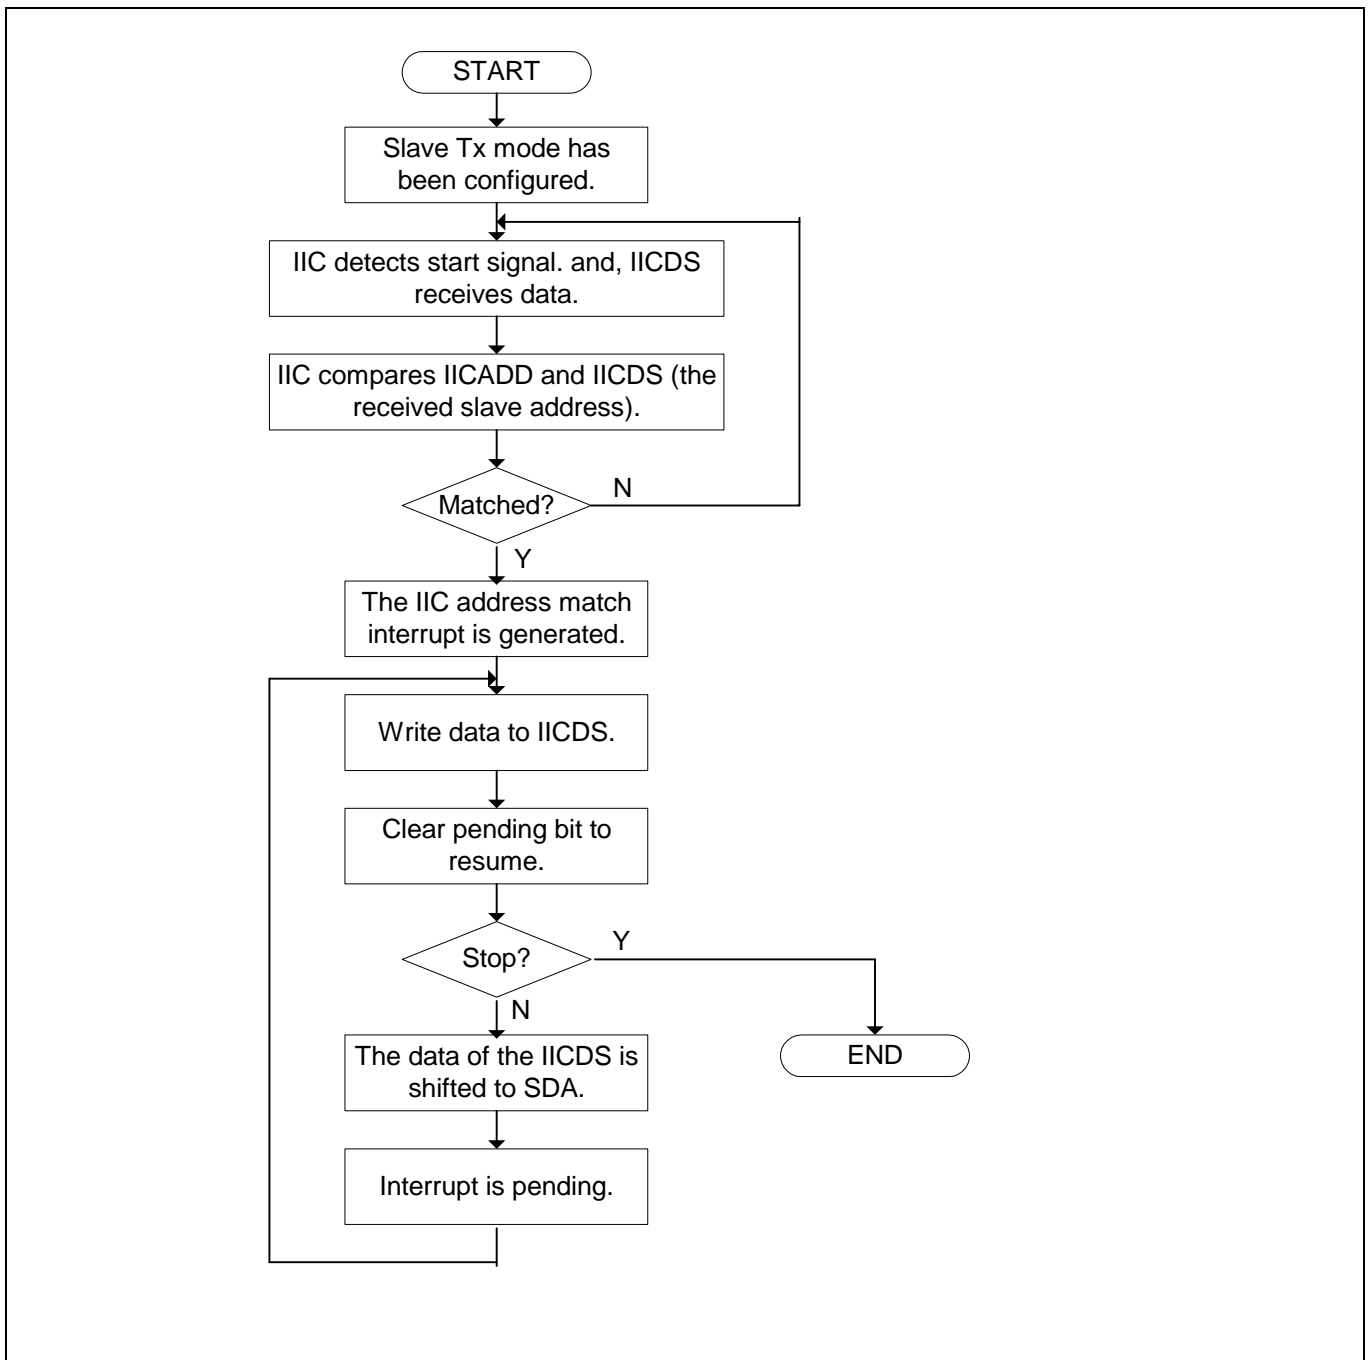 START
Slave Tx mode has
been configured.
IIC detects start signal. and, IICDS
receives data.
IIC compares IICADD and IICDS (the
received slave address).
Matched?
N
Y
The IIC address match
interrupt is generated.
Write data to IICDS.
Clear pending bit to
resume.
Stop?
Y
N
The data of the IICDS is
shifted to SDA.
END
Interrupt is pending.